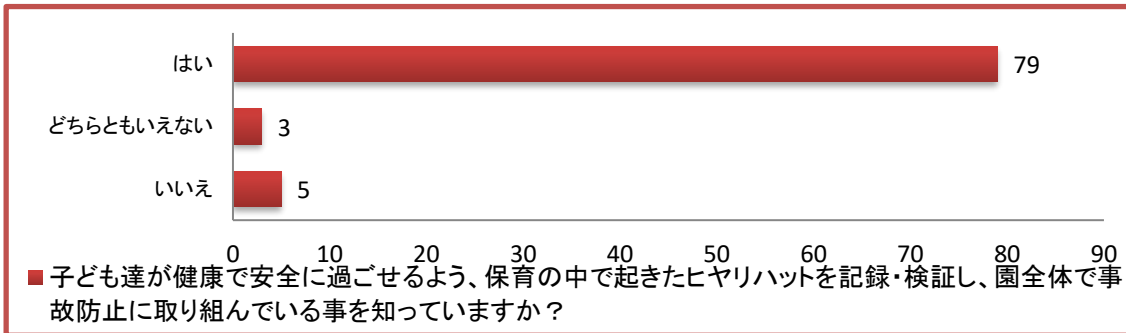 はい
79
どちらともいえない
3
いいえ
5
0 10 20 30 40 50 60 70 80 90
子ども達が健康で安全に過ごせるよう、保育の中で起きたヒヤリハットを記録・検証し、園全体で事
故防止に取り組んでいる事を知っていますか？